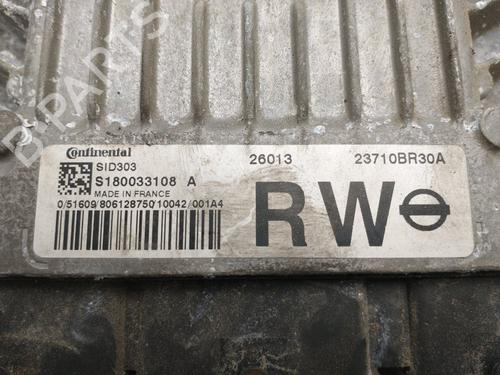 B-PARTS
Continental 26013 23710BR30A
SID303
S180033108 A
MADE IN FRANCE
0/51609/806128750/10042/001A4
RW